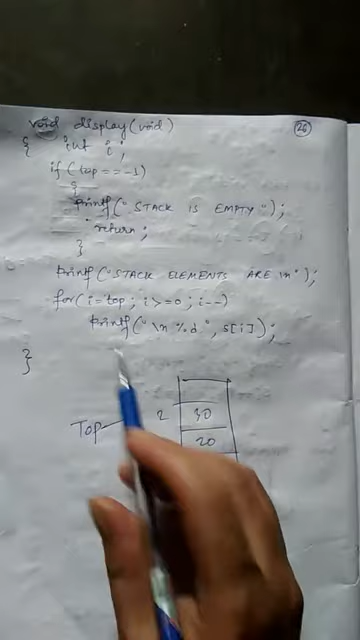 void display(void)
26
{ int i;
if(top==-1)
{
printf("STACK IS EMPTY");
return;
}
printf("STACK ELEMENTS ARE \n");
for(i=top; i>=0; i--)
printf("\n %d", s[i]);
}
Top
2 30
20